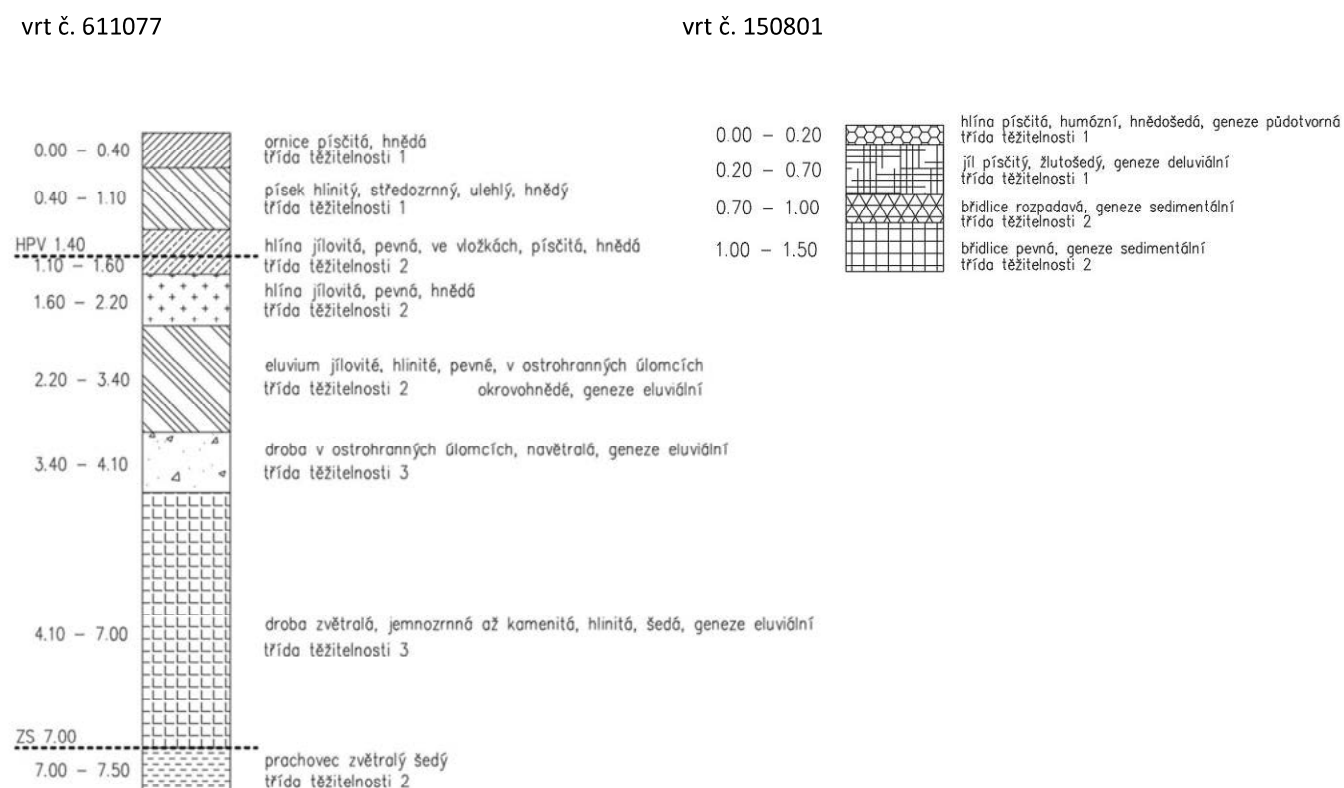 vrt č. 611077
0.00 – 0.40
ornice písčitá, hnědá
třída těžitelnosti 1
0.40 – 1.10
písek hlinitý, středozrnný, ulehlý, hnědý
třída těžitelnosti 1
HPV 1.40
hlína jílovitá, pevná, ve vložkách, písčitá, hnědá
1.10 – 1.60
třída těžitelnosti 2
1.60 – 2.20
hlína jílovitá, pevná, hnědá
třída těžitelnosti 2
2.20 – 3.40
eluvium jílovité, hlinité, pevné, v ostrohranných úlomcích
třída těžitelnosti 2 okrovohnědé, geneze eluviální
3.40 – 4.10
droba v ostrohranných úlomcích, navětralá, geneze eluviální
třída těžitelnosti 3
4.10 – 7.00
droba zvětralá, jemnozrnná až kamenitá, hlinitá, šedá, geneze eluviální
třída těžitelnosti 3
ZS 7.00
7.00 – 7.50
prachovec zvětralý šedý
třída těžitelnosti 2
vrt č. 150801
0.00 – 0.20
hlína písčitá, humózní, hnědošedá, geneze půdotvorná
třída těžitelnosti 1
0.20 – 0.70
jíl písčitý, žlutošedý, geneze deluviální
třída těžitelnosti 1
0.70 – 1.00
břidlice rozpadavá, geneze sedimentální
třída těžitelnosti 2
1.00 – 1.50
břidlice pevná, geneze sedimentální
třída těžitelnosti 2